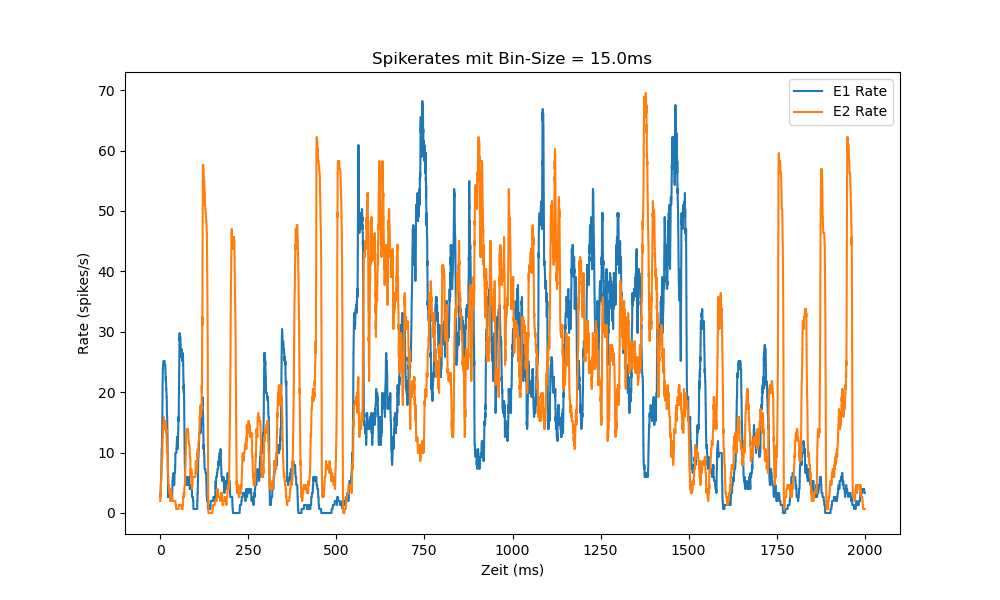 Spikerates mit Bin-Size = 15.0ms
E1 Rate
E2 Rate
70
60
50
40
30
20
10
0
Rate (spikes/s)
0 250 500 750 1000 1250 1500 1750 2000
Zeit (ms)